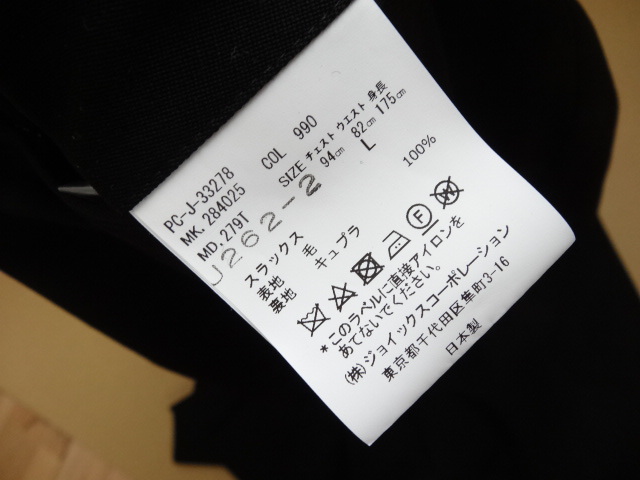 PC-J-33278 COL 990
MK. 284025 SIZE チェスト ウエスト 身長
MD. 279T 94cm 82cm 175cm
J262-2 L
スラックス
表地 毛 100%
裏地 キュプラ
＊このラベルに直接アイロンを
あてないでください。
(株)ジョイックスコーポレーション
東京都千代田区隼町3-16
日本製